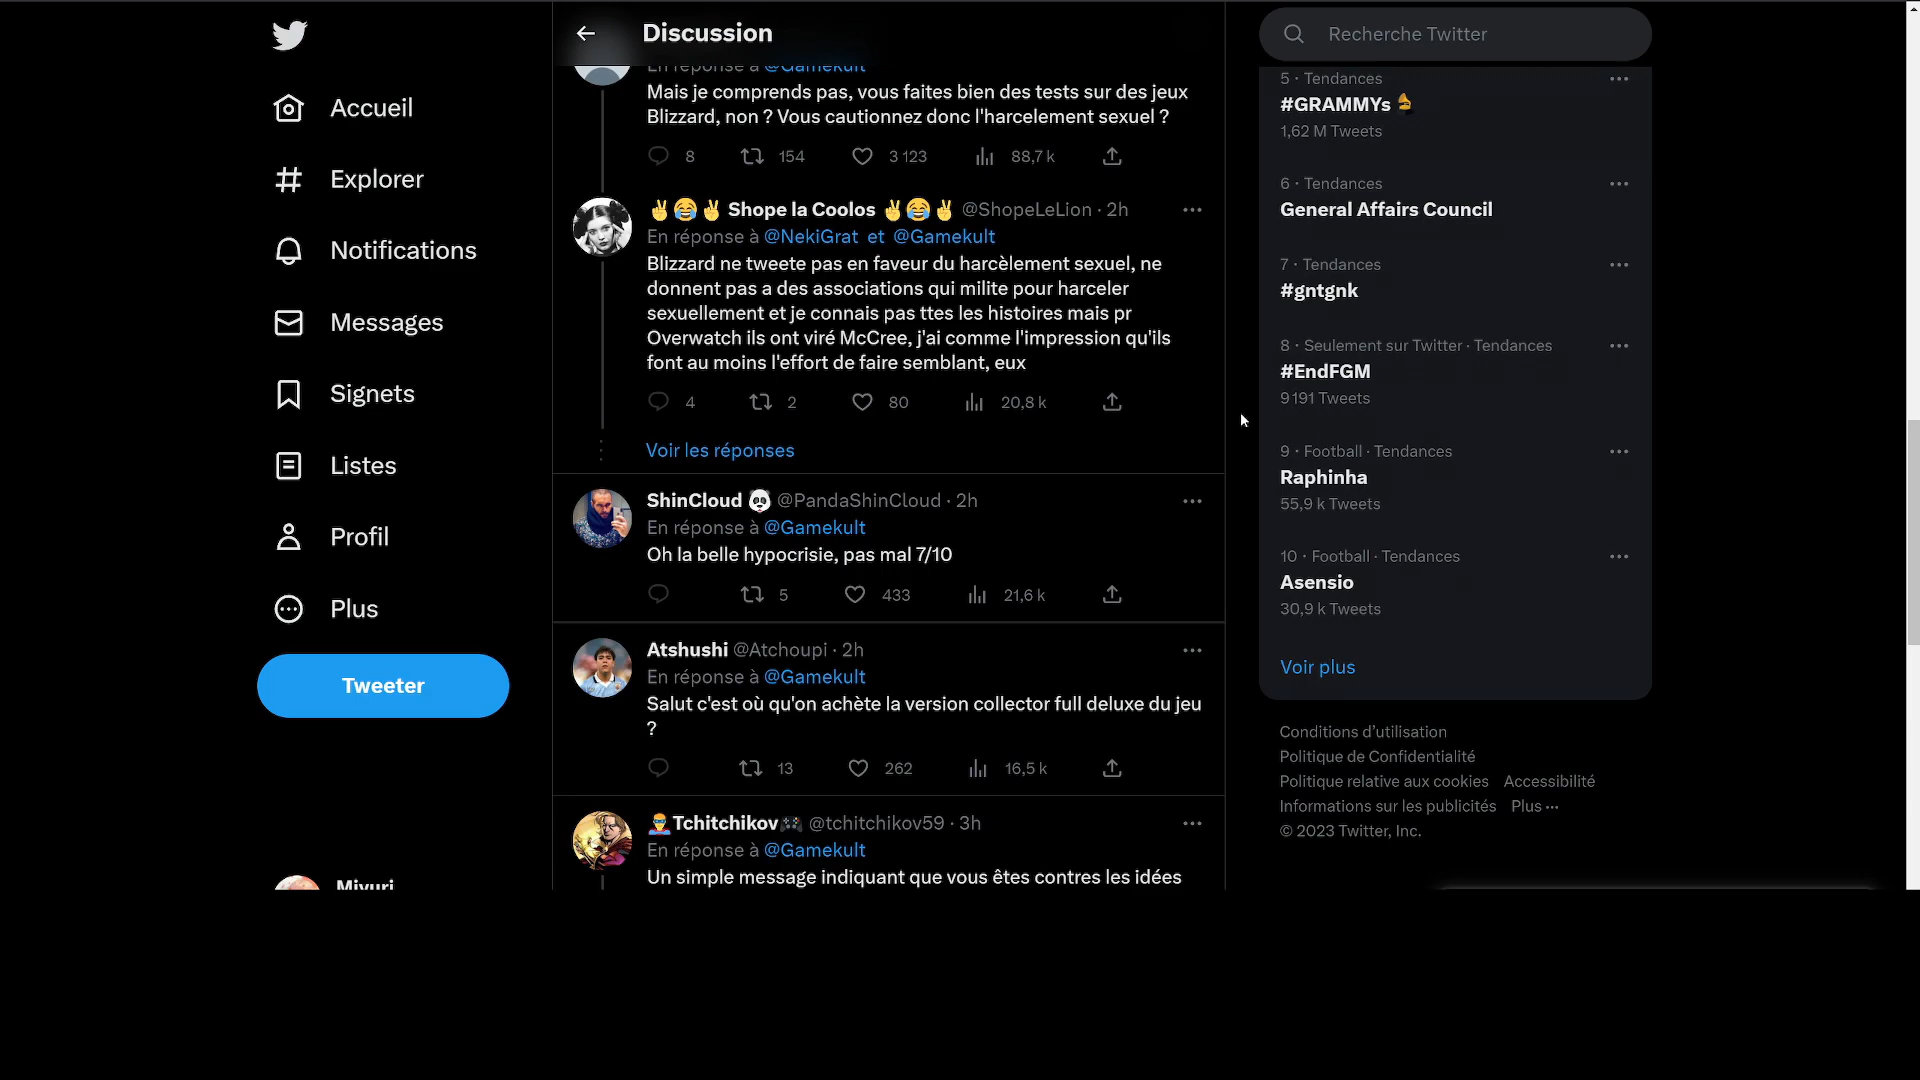 Accueil
Explorer
Notifications
Messages
Signets
Listes
Profil
Plus
Tweeter
Miyuri
Discussion
En réponse à @Gamekult
Mais je comprends pas, vous faites bien des tests sur des jeux
Blizzard, non ? Vous cautionnez donc l'harcelement sexuel ?
8 154 3 123 88,7 k
✌😂✌ Shope la Coolos ✌😂✌ @ShopeLeLion · 2h
En réponse à @NekiGrat et @Gamekult
Blizzard ne tweete pas en faveur du harcèlement sexuel, ne
donnent pas a des associations qui milite pour harceler
sexuellement et je connais pas ttes les histoires mais pr
Overwatch ils ont viré McCree, j'ai comme l'impression qu'ils
font au moins l'effort de faire semblant, eux
4 2 80 20,8 k
Voir les réponses
ShinCloud 🐼 @PandaShinCloud · 2h
En réponse à @Gamekult
Oh la belle hypocrisie, pas mal 7/10
5 433 21,6 k
Atshushi @Atchoupi · 2h
En réponse à @Gamekult
Salut c'est où qu'on achète la version collector full deluxe du jeu
?
13 262 16,5 k
Tchitchikov🎮 @tchitchikov59 · 3h
En réponse à @Gamekult
Un simple message indiquant que vous êtes contres les idées
Recherche Twitter
5 · Tendances
#GRAMMYs
1,62 M Tweets
6 · Tendances
General Affairs Council
7 · Tendances
#gntgnk
8 · Seulement sur Twitter · Tendances
#EndFGM
9 191 Tweets
9 · Football · Tendances
Raphinha
55,9 k Tweets
10 · Football · Tendances
Asensio
30,9 k Tweets
Voir plus
Conditions d'utilisation
Politique de Confidentialité
Politique relative aux cookies Accessibilité
Informations sur les publicités Plus ···
© 2023 Twitter, Inc.